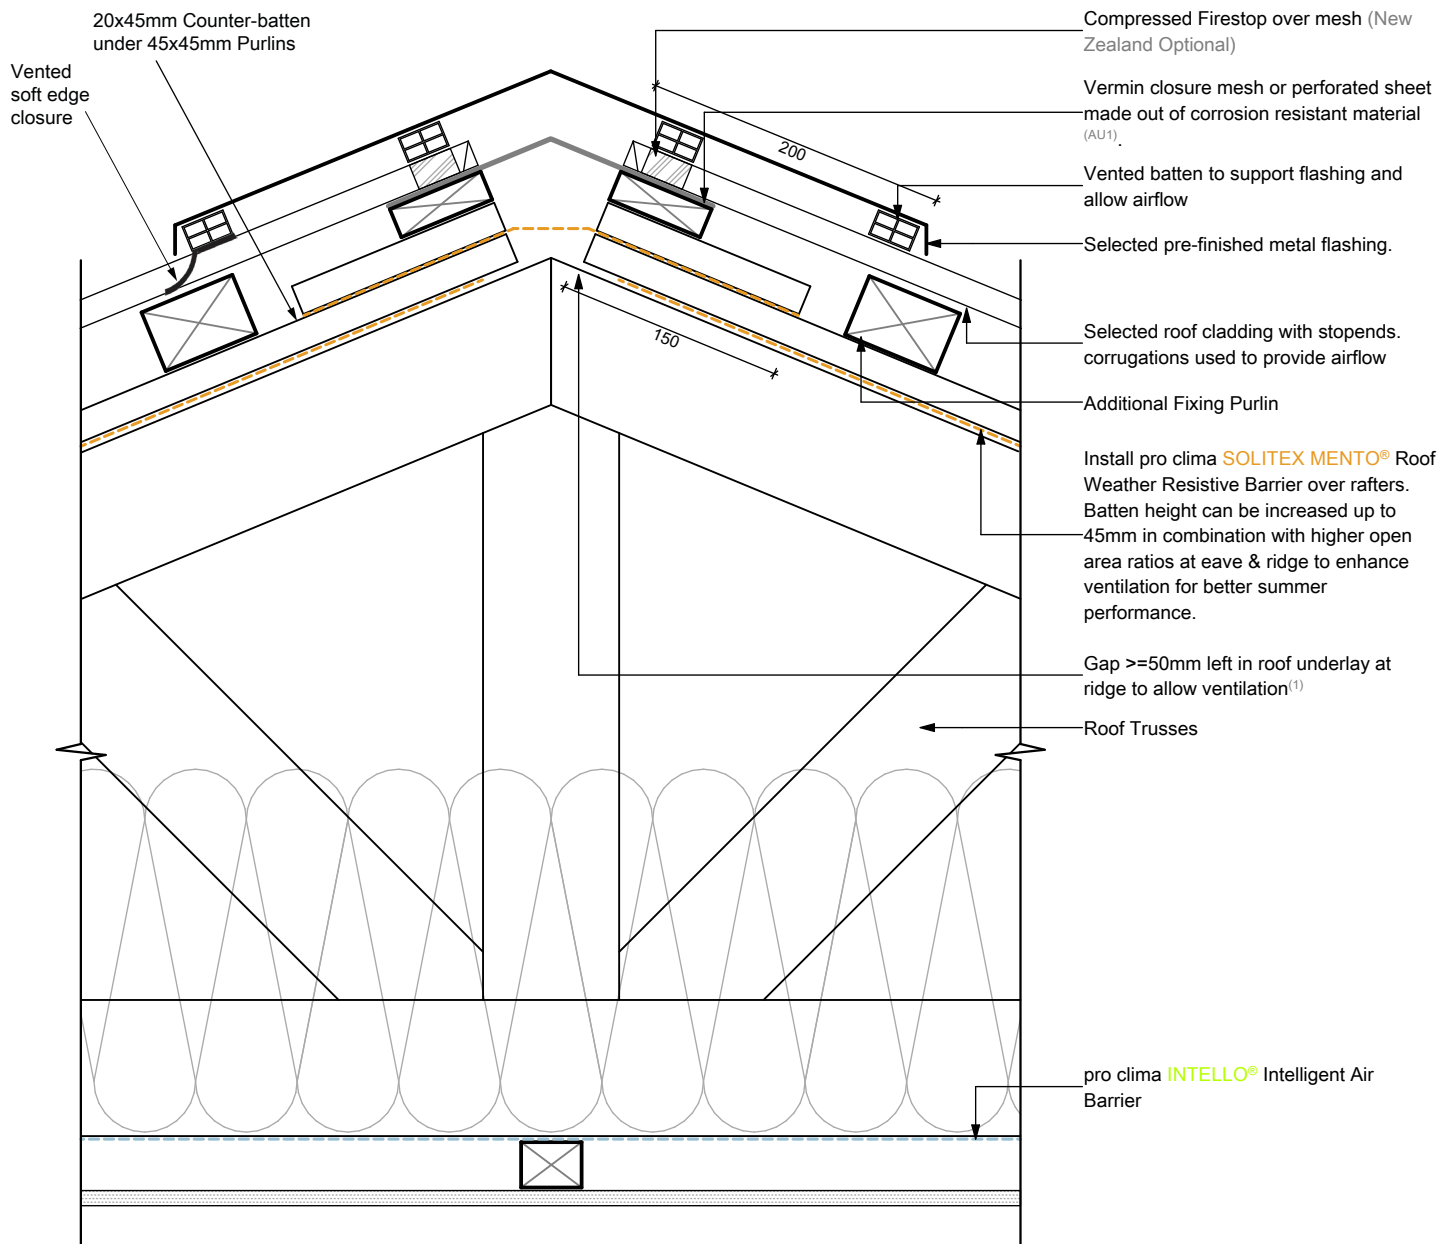 20x45mm Counter-batten
under 45x45mm Purlins
Vented
soft edge
closure
Compressed Firestop over mesh (New
Zealand Optional)
Vermin closure mesh or perforated sheet
made out of corrosion resistant material
(AU1).
200
Vented batten to support flashing and
allow airflow
Selected pre-finished metal flashing.
150
Selected roof cladding with stopends.
corrugations used to provide airflow
Additional Fixing Purlin
Install pro clima SOLITEX MENTO® Roof
Weather Resistive Barrier over rafters.
Batten height can be increased up to
45mm in combination with higher open
area ratios at eave & ridge to enhance
ventilation for better summer
performance.
Gap >=50mm left in roof underlay at
ridge to allow ventilation(1)
Roof Trusses
pro clima INTELLO® Intelligent Air
Barrier